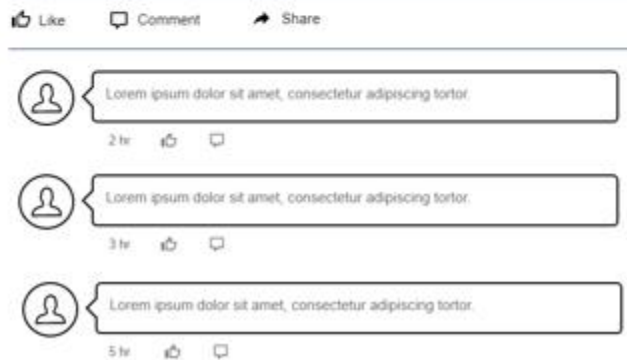 Like Comment Share
Lorem ipsum dolor sit amet, consectetur adipiscing tortor.
2 hr
Lorem ipsum dolor sit amet, consectetur adipiscing tortor.
3 hr
Lorem ipsum dolor sit amet, consectetur adipiscing tortor.
5 hr